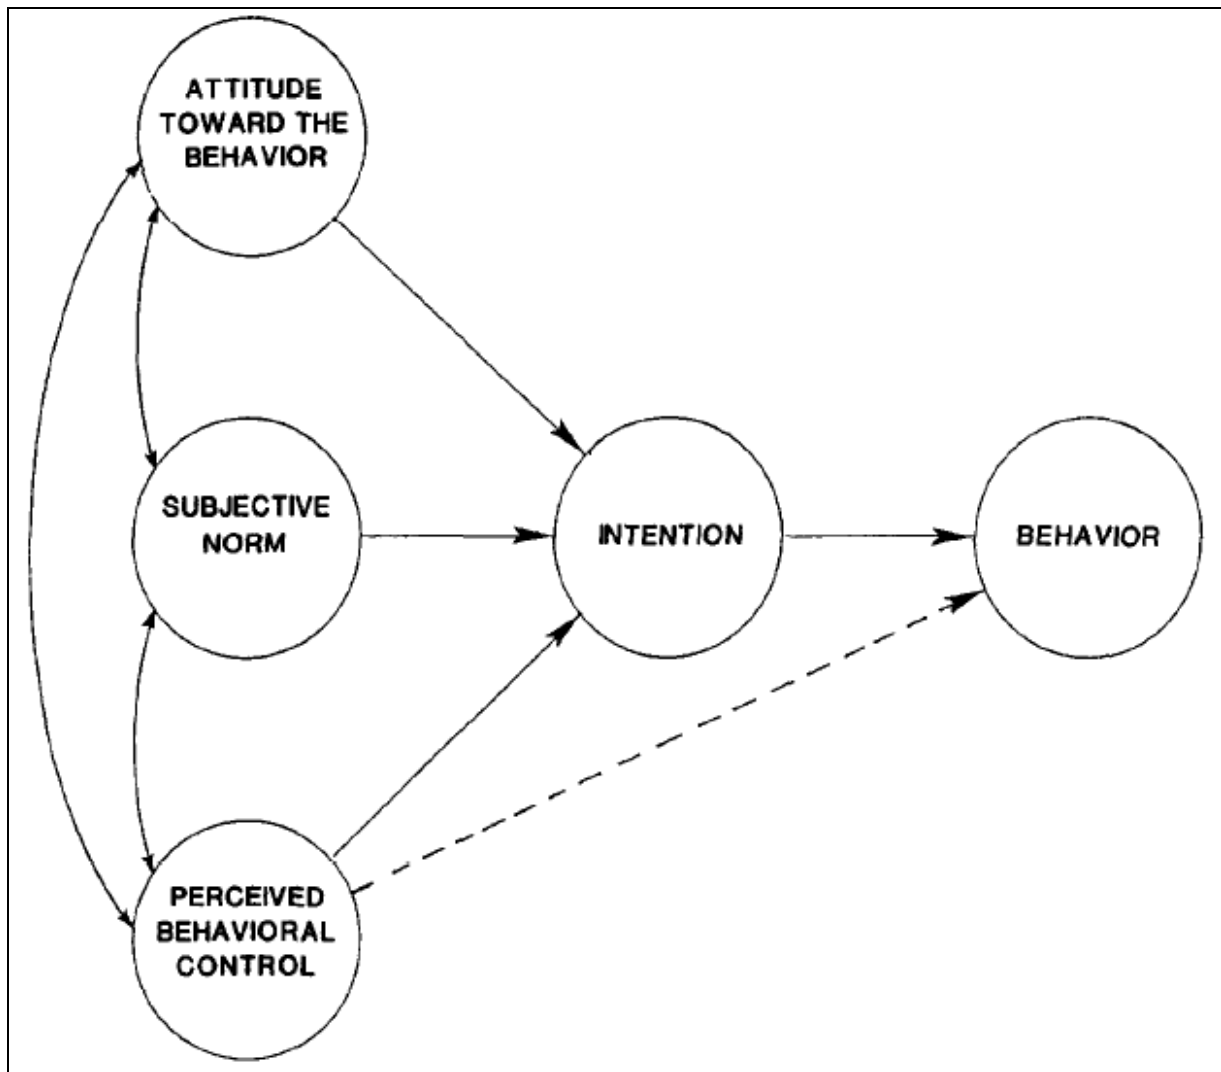 ATTITUDE
TOWARD THE
BEHAVIOR
SUBJECTIVE
NORM
INTENTION
BEHAVIOR
PERCEIVED
BEHAVIORAL
CONTROL